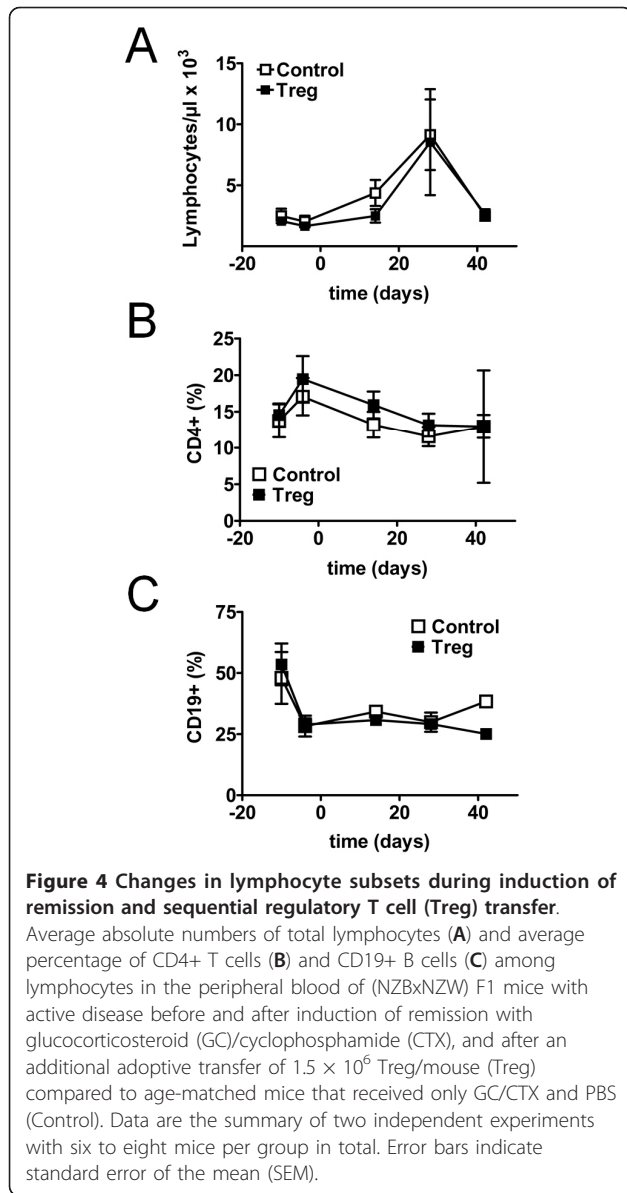 A
Control
Treg
Lymphocytes/µl x 10³
15
10
5
-20 0 20 40
time (days)
B
CD4+ (%)
25
20
15
10
5
0
Control
Treg
-20 0 20 40
time (days)
C
CD19+ (%)
75
50
25
0
Control
Treg
-20 0 20 40
time (days)
Figure 4 Changes in lymphocyte subsets during induction of
remission and sequential regulatory T cell (Treg) transfer.
Average absolute numbers of total lymphocytes (A) and average
percentage of CD4+ T cells (B) and CD19+ B cells (C) among
lymphocytes in the peripheral blood of (NZBxNZW) F1 mice with
active disease before and after induction of remission with
glucocorticosteroid (GC)/cyclophosphamide (CTX), and after an
additional adoptive transfer of 1.5 × 10⁶ Treg/mouse (Treg)
compared to age-matched mice that received only GC/CTX and PBS
(Control). Data are the summary of two independent experiments
with six to eight mice per group in total. Error bars indicate
standard error of the mean (SEM).